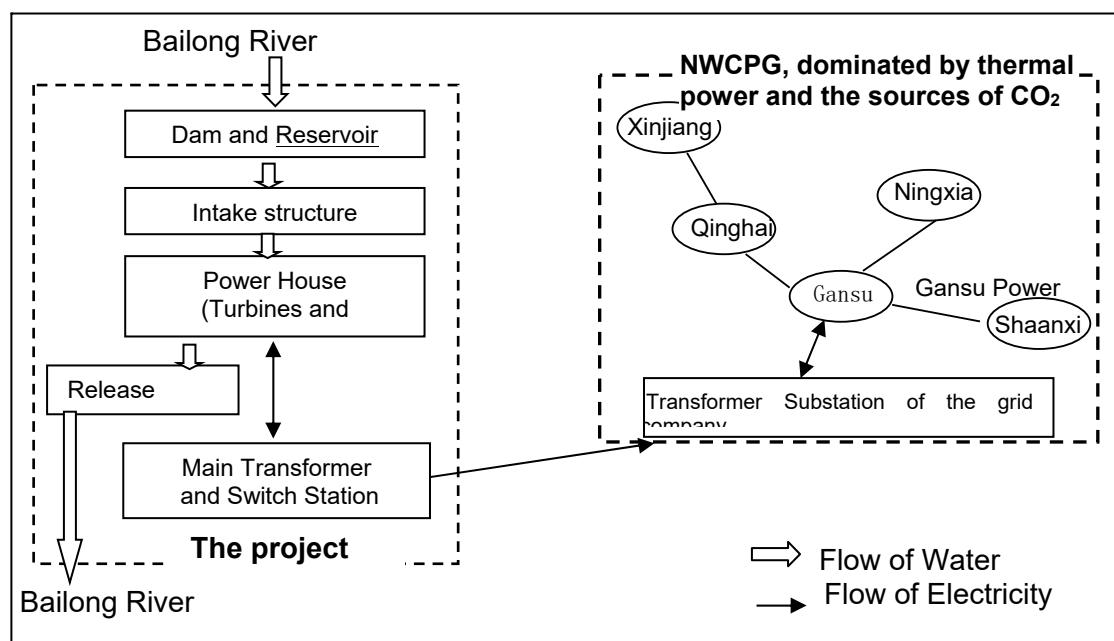 Bailong River
Dam and Reservoir
Intake structure
Power House
(Turbines and
Release
Main Transformer
and Switch Station
The project
Bailong River
NWCPG, dominated by thermal
power and the sources of CO₂
Xinjiang
Ningxia
Qinghai
Gansu
Gansu Power
Shaanxi
Transformer Substation of the grid
company
Flow of Water
Flow of Electricity